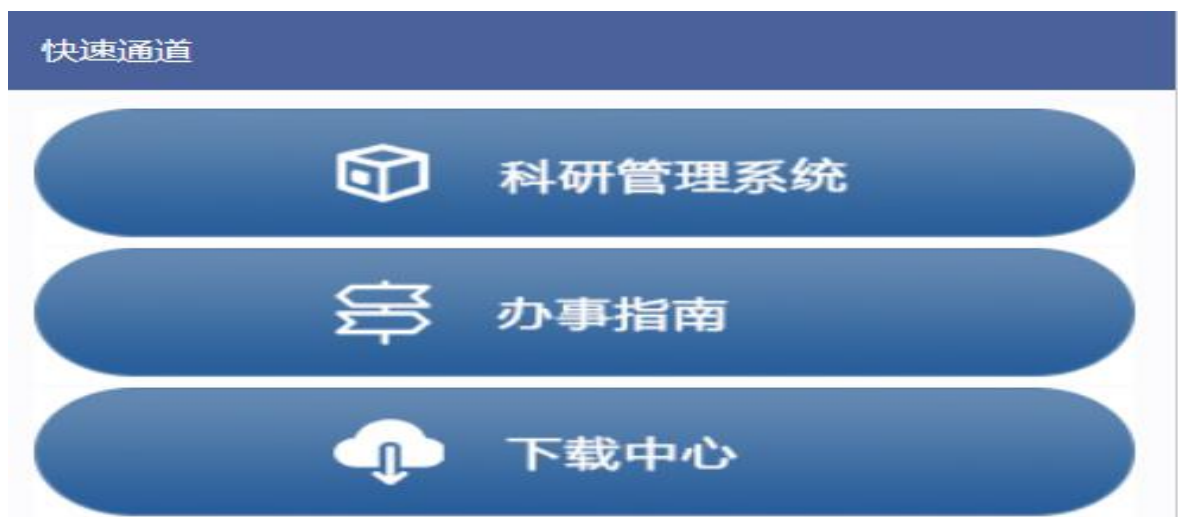 快速通道
科研管理系统
办事指南
下载中心